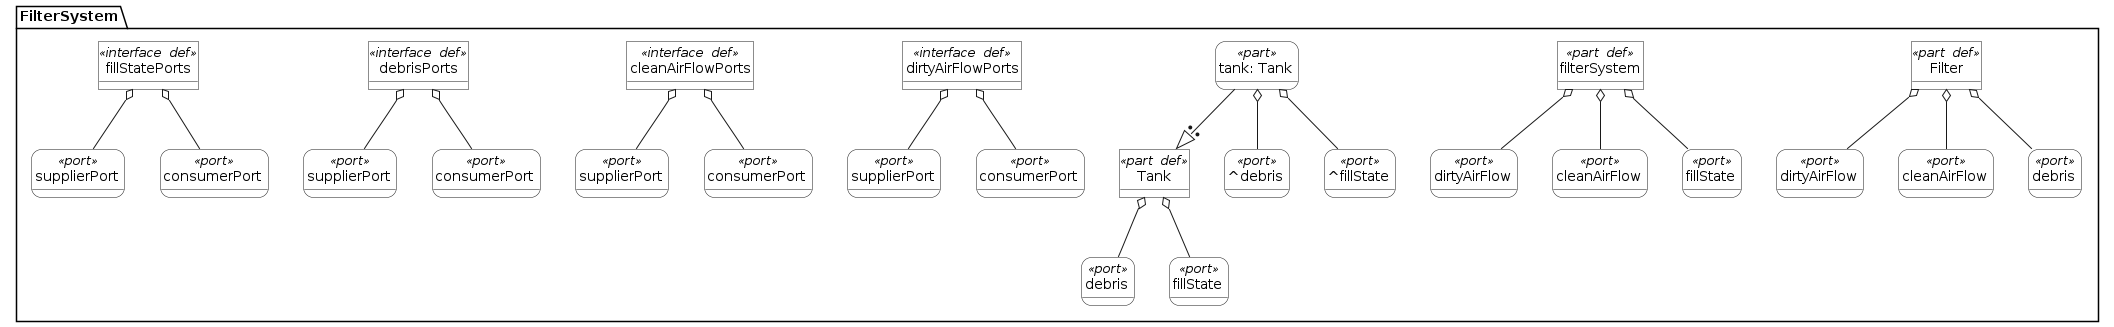 FilterSystem
«interface def»
fillStatePorts
«interface def»
debrisPorts
«interface def»
cleanAirFlowPorts
«interface def»
dirtyAirFlowPorts
«part»
tank: Tank
«part def»
filterSystem
«part def»
Filter
«port»
supplierPort
«port»
consumerPort
«port»
supplierPort
«port»
consumerPort
«port»
supplierPort
«port»
consumerPort
«port»
supplierPort
«port»
consumerPort
«part def»
Tank
«port»
^debris
«port»
^fillState
«port»
dirtyAirFlow
«port»
cleanAirFlow
«port»
fillState
«port»
dirtyAirFlow
«port»
cleanAirFlow
«port»
debris
«port»
debris
«port»
fillState